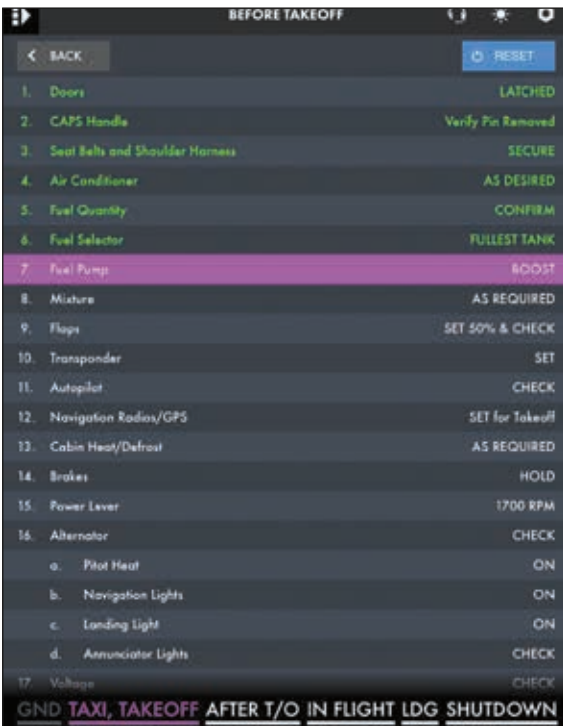 BEFORE TAKEOFF
BACK RESET
1. Doors LATCHED
2. CAPS Handle Verify Pin Removed
3. Seat Belts and Shoulder Harness SECURE
4. Air Conditioner AS DESIRED
5. Fuel Quantity CONFIRM
6. Fuel Selector FULLEST TANK
7. Fuel Pump BOOST
8. Mixture AS REQUIRED
9. Flaps SET 50% & CHECK
10. Transponder SET
11. Autopilot CHECK
12. Navigation Radios/GPS SET for Takeoff
13. Cabin Heat/Defrost AS REQUIRED
14. Brakes HOLD
15. Power Lever 1700 RPM
16. Alternator CHECK
a. Pitot Heat ON
b. Navigation Lights ON
c. Landing Light ON
d. Annunciator Lights CHECK
17. Voltage CHECK
GND TAXI, TAKEOFF AFTER T/O IN FLIGHT LDG SHUTDOWN